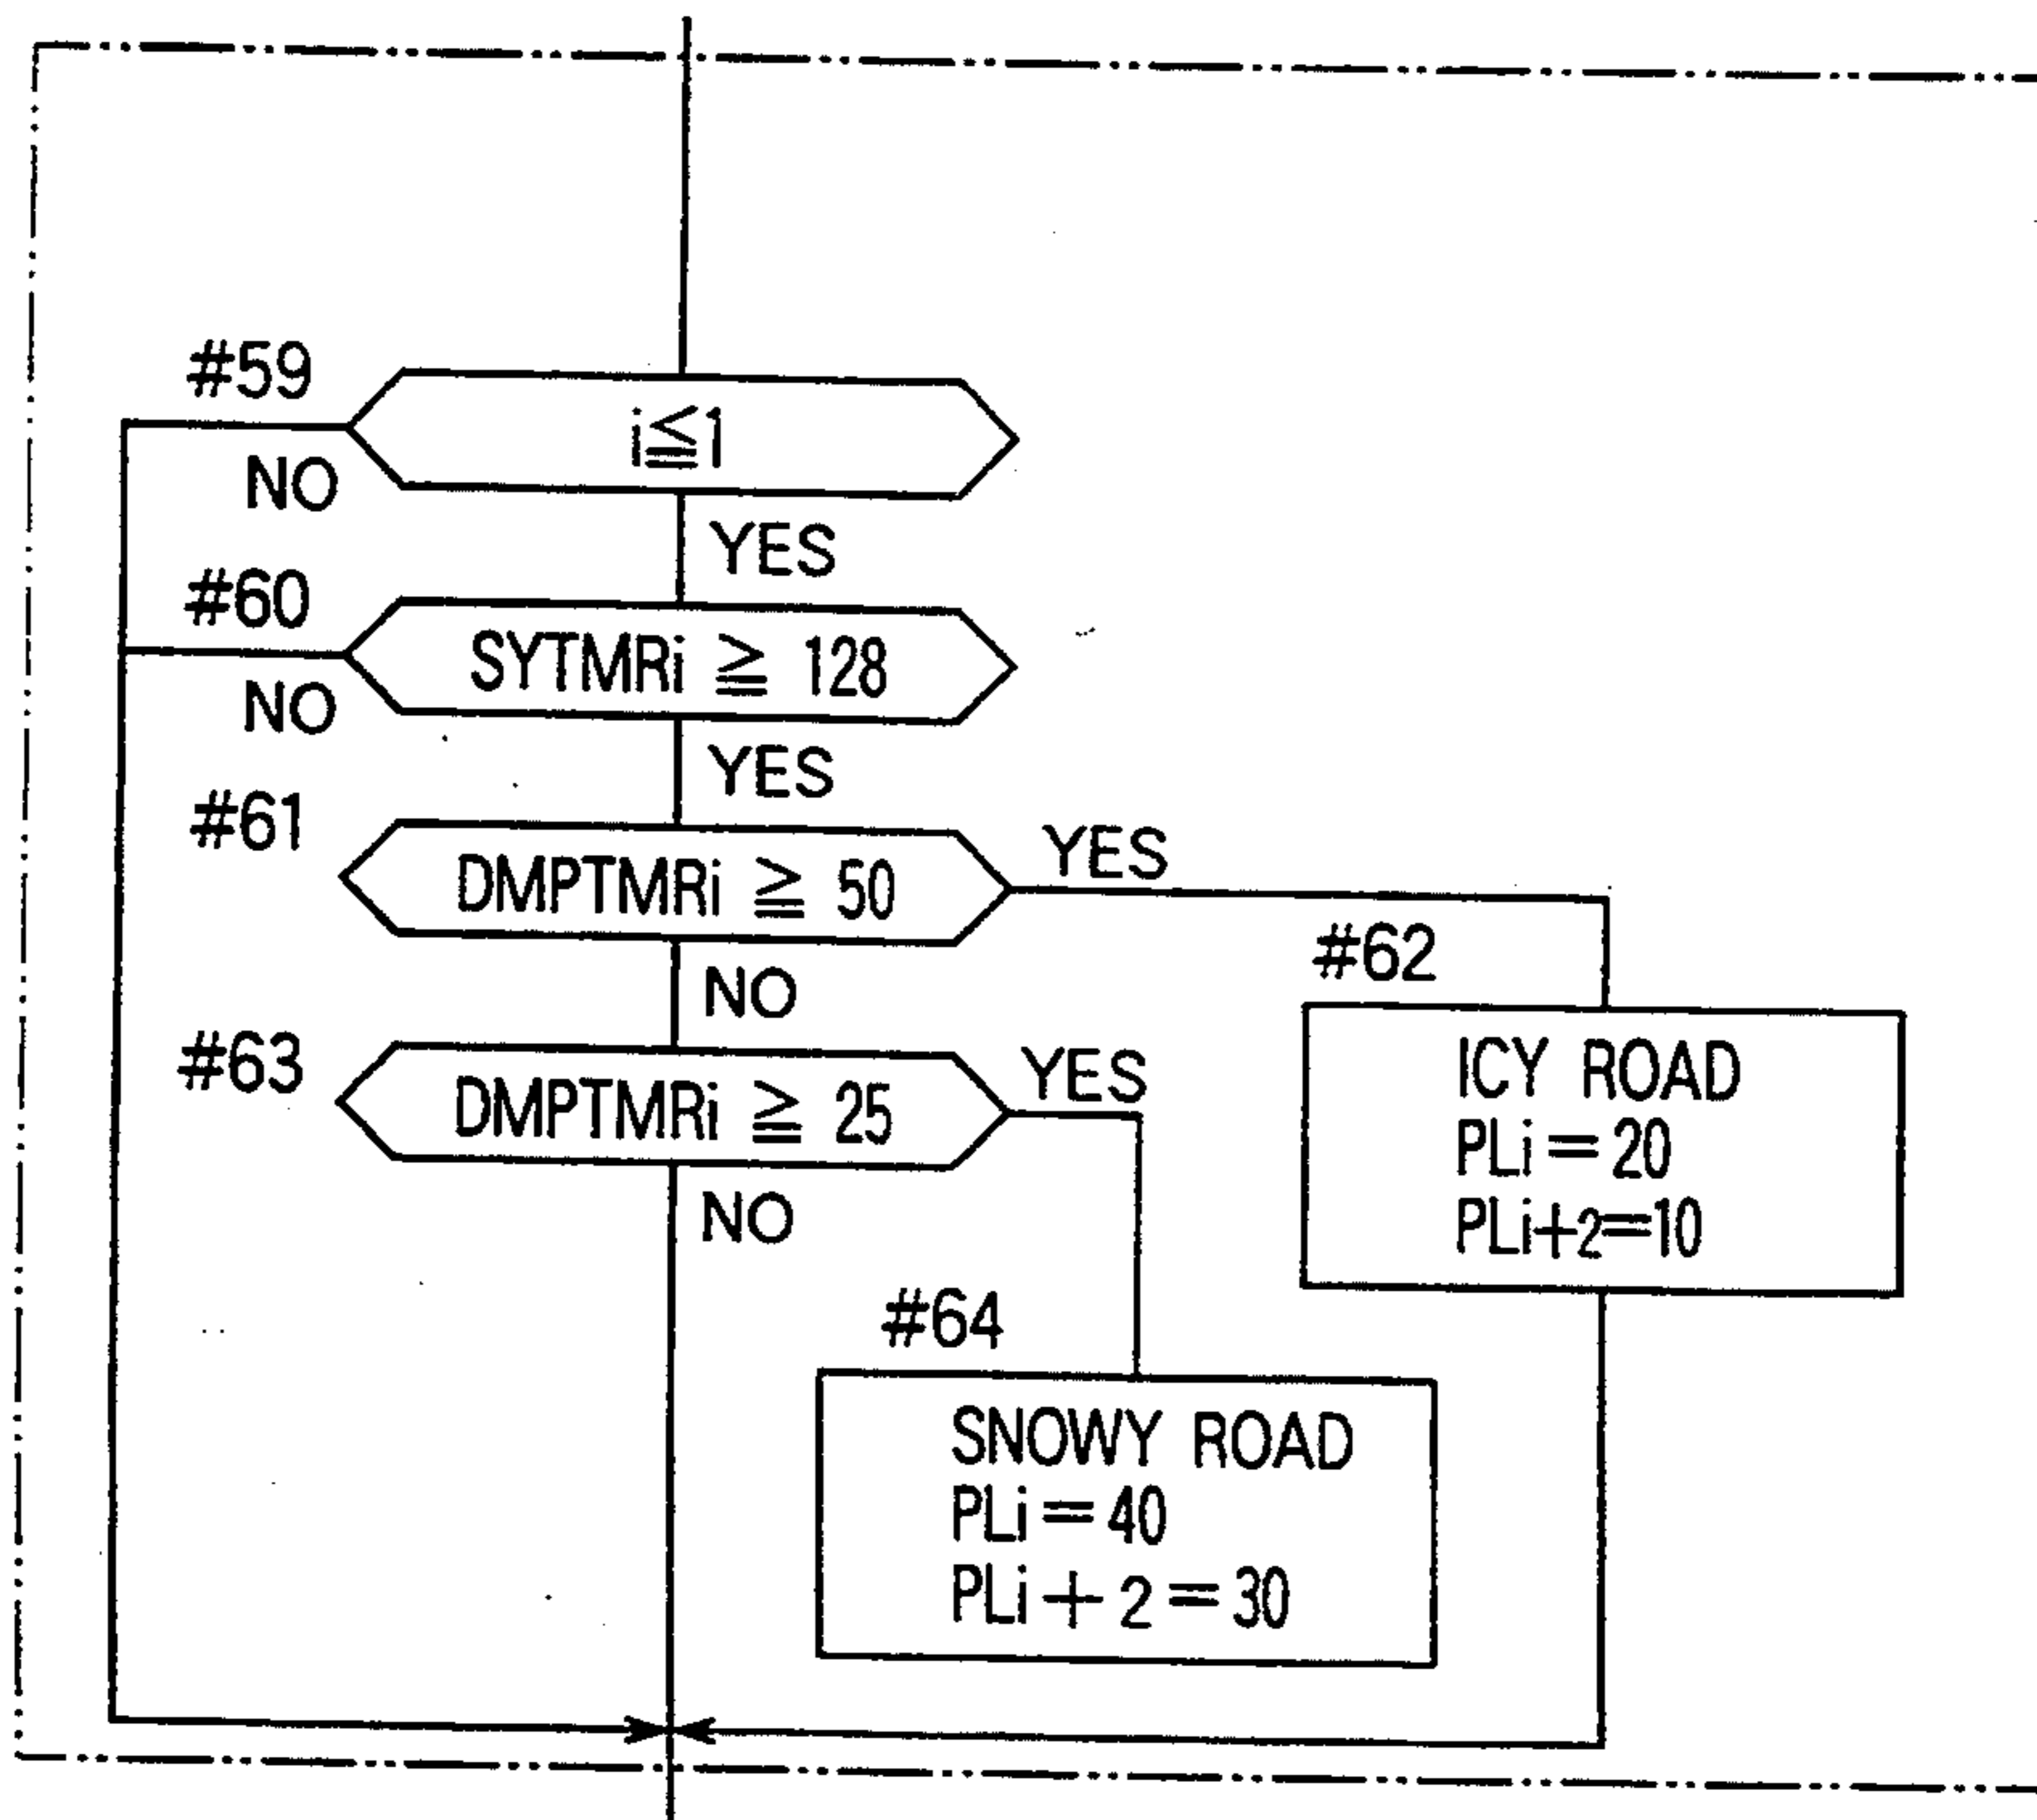 #59
i≦1
NO
YES
#60
SYTMRi ≧ 128
NO
YES
#61
DMPTMRi ≧ 50
YES
NO
#62
ICY ROAD
PLi=20
PLi+2=10
#63
DMPTMRi ≧ 25
YES
NO
#64
SNOWY ROAD
PLi=40
PLi+2=30